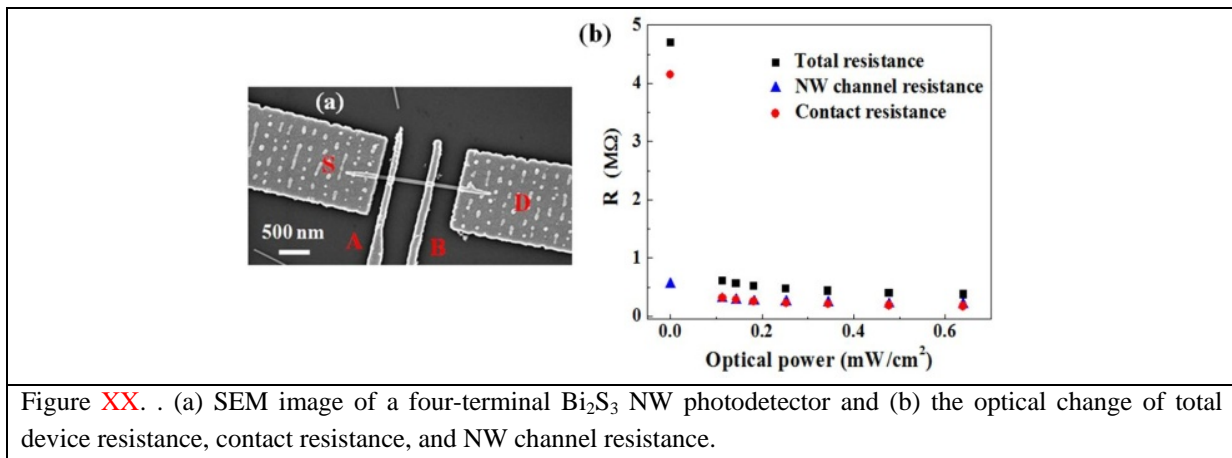 (a)
S
D
A
B
500 nm
(b)
5
4
3
2
1
0
R (MΩ)
Total resistance
NW channel resistance
Contact resistance
0.0 0.2 0.4 0.6
Optical power (mW/cm²)
Figure XX. . (a) SEM image of a four-terminal Bi₂S₃ NW photodetector and (b) the optical change of total
device resistance, contact resistance, and NW channel resistance.